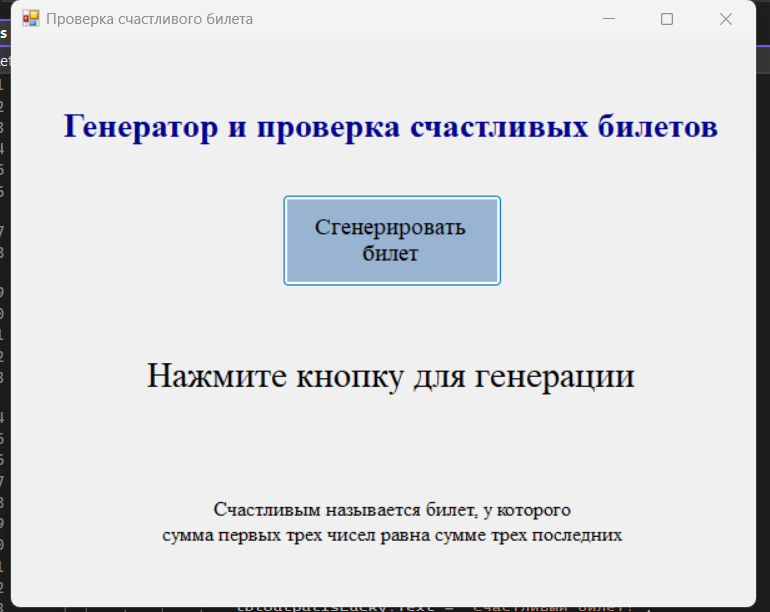 Проверка счастливого билета
Генератор и проверка счастливых билетов
Сгенерировать
билет
Нажмите кнопку для генерации
Счастливым называется билет, у которого
сумма первых трех чисел равна сумме трех последних